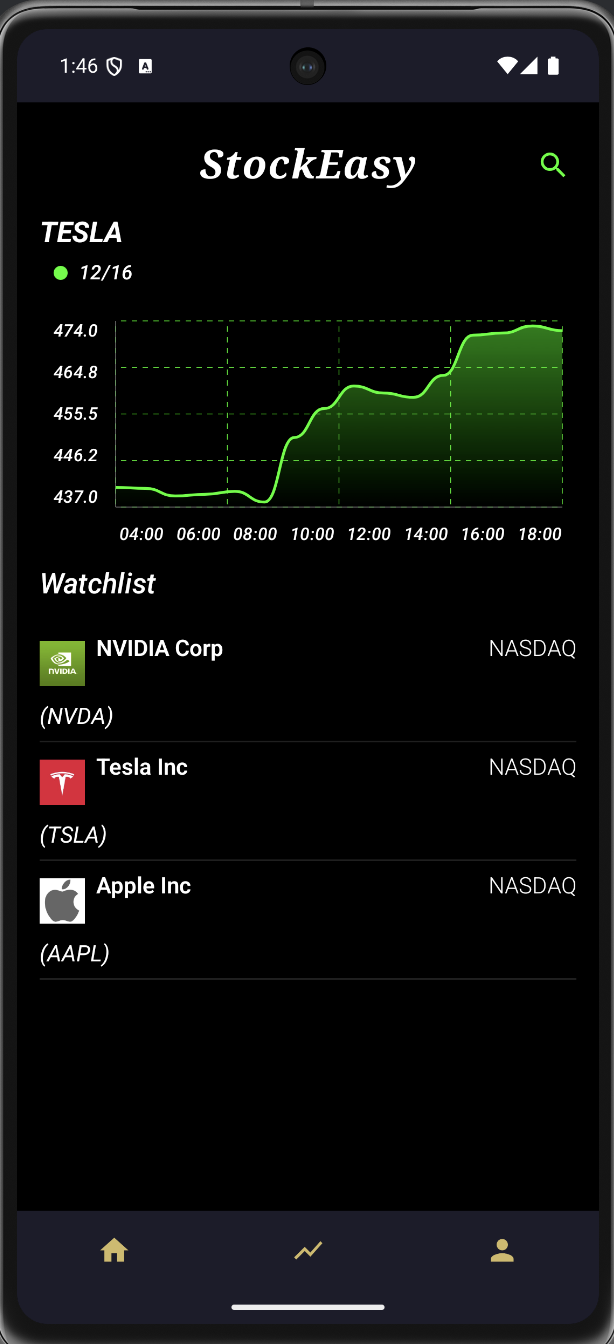 1:46
A
StockEasy
TESLA
12/16
474.0
464.8
455.5
446.2
437.0
04:00 06:00 08:00 10:00 12:00 14:00 16:00 18:00
Watchlist
NVIDIA Corp NASDAQ
NVIDIA
(NVDA)
Tesla Inc NASDAQ
(TSLA)
Apple Inc NASDAQ
(AAPL)